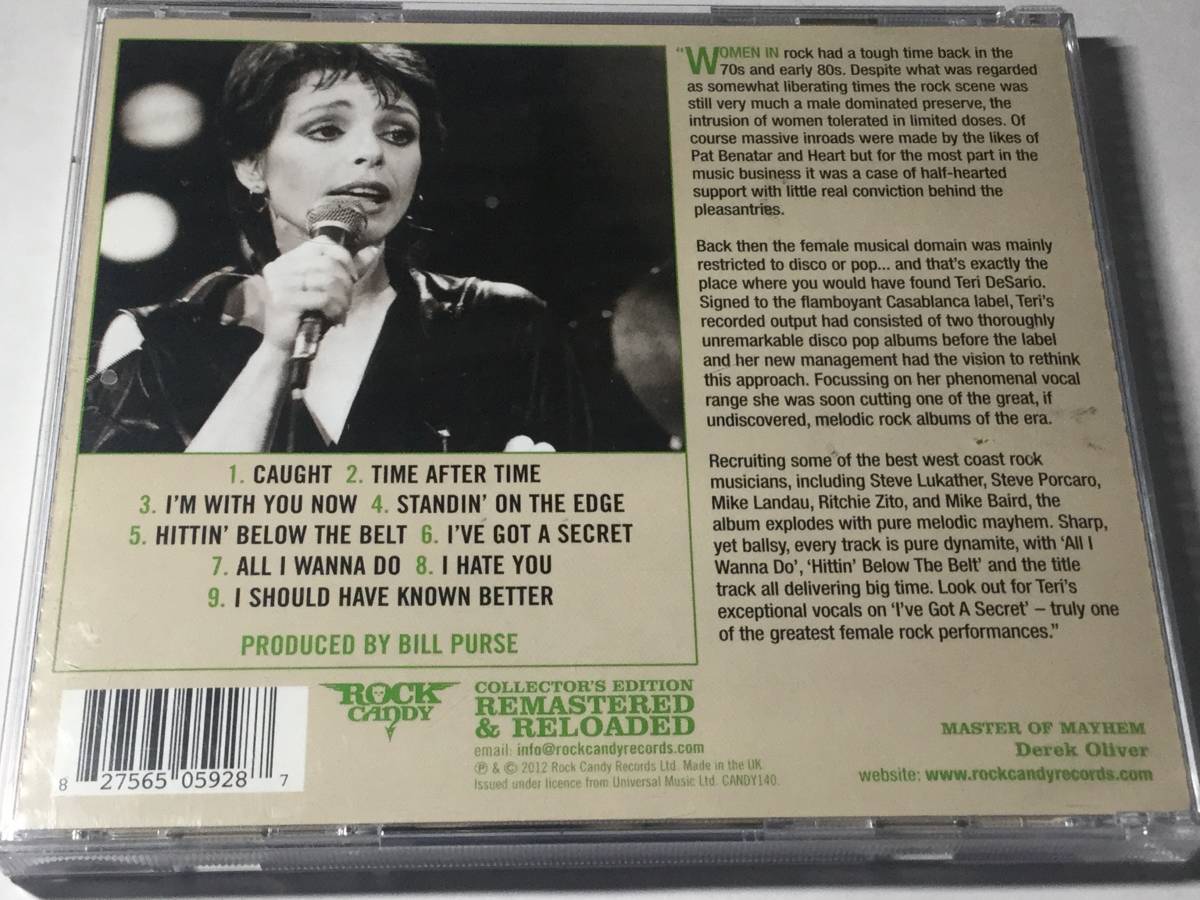 “WOMEN IN rock had a tough time back in the
70s and early 80s. Despite what was regarded
as somewhat liberating times the rock scene was
still very much a male dominated preserve, the
intrusion of women tolerated in limited doses. Of
course massive inroads were made by the likes of
Pat Benatar and Heart but for the most part in the
music business it was a case of half-hearted
support with little real conviction behind the
pleasantries.
Back then the female musical domain was mainly
restricted to disco or pop... and that’s exactly the
place where you would have found Teri DeSario.
Signed to the flamboyant Casablanca label, Teri’s
recorded output had consisted of two thoroughly
unremarkable disco pop albums before the label
and her new management had the vision to rethink
this approach. Focussing on her phenomenal vocal
range she was soon cutting one of the great, if
undiscovered, melodic rock albums of the era.
Recruiting some of the best west coast rock
musicians, including Steve Lukather, Steve Porcaro,
Mike Landau, Ritchie Zito, and Mike Baird, the
album explodes with pure melodic mayhem. Sharp,
yet ballsy, every track is pure dynamite, with ‘All I
Wanna Do’, ‘Hittin’ Below The Belt’ and the title
track all delivering big time. Look out for Teri’s
exceptional vocals on ‘I’ve Got A Secret’ – truly one
of the greatest female rock performances.”
1. CAUGHT 2. TIME AFTER TIME
3. I’M WITH YOU NOW 4. STANDIN’ ON THE EDGE
5. HITTIN’ BELOW THE BELT 6. I’VE GOT A SECRET
7. ALL I WANNA DO 8. I HATE YOU
9. I SHOULD HAVE KNOWN BETTER
PRODUCED BY BILL PURSE
8 27565 05928 7
ROCK
CANDY
COLLECTOR’S EDITION
REMASTERED
& RELOADED
email: info@rockcandyrecords.com
℗ & © 2012 Rock Candy Records Ltd. Made in the UK
Issued under licence from Universal Music Ltd. CANDY140.
MASTER OF MAYHEM
Derek Oliver
website: www.rockcandyrecords.com